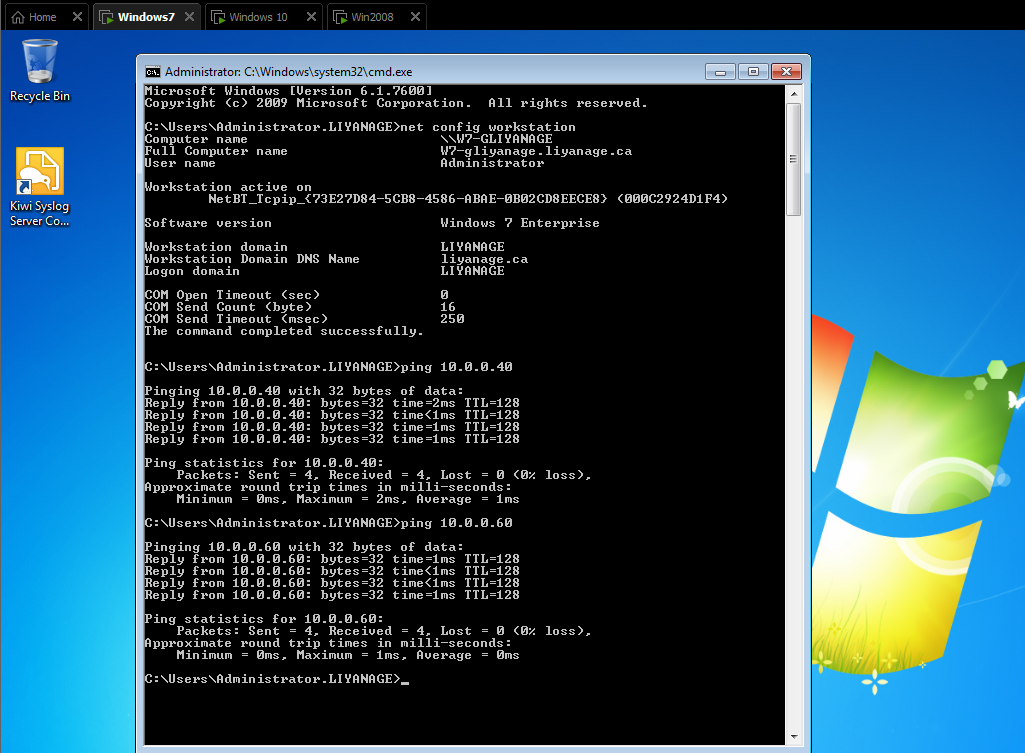 Home
Windows7
Windows 10
Win2008
Recycle Bin
Kiwi Syslog
Server Co...
Administrator: C:\Windows\system32\cmd.exe
Microsoft Windows [Version 6.1.7600]
Copyright (c) 2009 Microsoft Corporation.  All rights reserved.
C:\Users\Administrator.LIYANAGE>net config workstation
Computer name                        \\W7-GLIYANAGE
Full Computer name                   W7-gliyanage.liyanage.ca
User name                            Administrator
Workstation active on
        NetBT_Tcpip_{73E27D84-5CB8-4586-ABAE-0B02CD8EECE8} (000C2924D1F4)
Software version                     Windows 7 Enterprise
Workstation domain                   LIYANAGE
Workstation Domain DNS Name          liyanage.ca
Logon domain                         LIYANAGE
COM Open Timeout (sec)               0
COM Send Count (byte)                16
COM Send Timeout (msec)              250
The command completed successfully.
C:\Users\Administrator.LIYANAGE>ping 10.0.0.40
Pinging 10.0.0.40 with 32 bytes of data:
Reply from 10.0.0.40: bytes=32 time=2ms TTL=128
Reply from 10.0.0.40: bytes=32 time<1ms TTL=128
Reply from 10.0.0.40: bytes=32 time=1ms TTL=128
Reply from 10.0.0.40: bytes=32 time=1ms TTL=128
Ping statistics for 10.0.0.40:
    Packets: Sent = 4, Received = 4, Lost = 0 (0% loss),
Approximate round trip times in milli-seconds:
    Minimum = 0ms, Maximum = 2ms, Average = 1ms
C:\Users\Administrator.LIYANAGE>ping 10.0.0.60
Pinging 10.0.0.60 with 32 bytes of data:
Reply from 10.0.0.60: bytes=32 time=1ms TTL=128
Reply from 10.0.0.60: bytes=32 time<1ms TTL=128
Reply from 10.0.0.60: bytes=32 time<1ms TTL=128
Reply from 10.0.0.60: bytes=32 time=1ms TTL=128
Ping statistics for 10.0.0.60:
    Packets: Sent = 4, Received = 4, Lost = 0 (0% loss),
Approximate round trip times in milli-seconds:
    Minimum = 0ms, Maximum = 1ms, Average = 0ms
C:\Users\Administrator.LIYANAGE>_